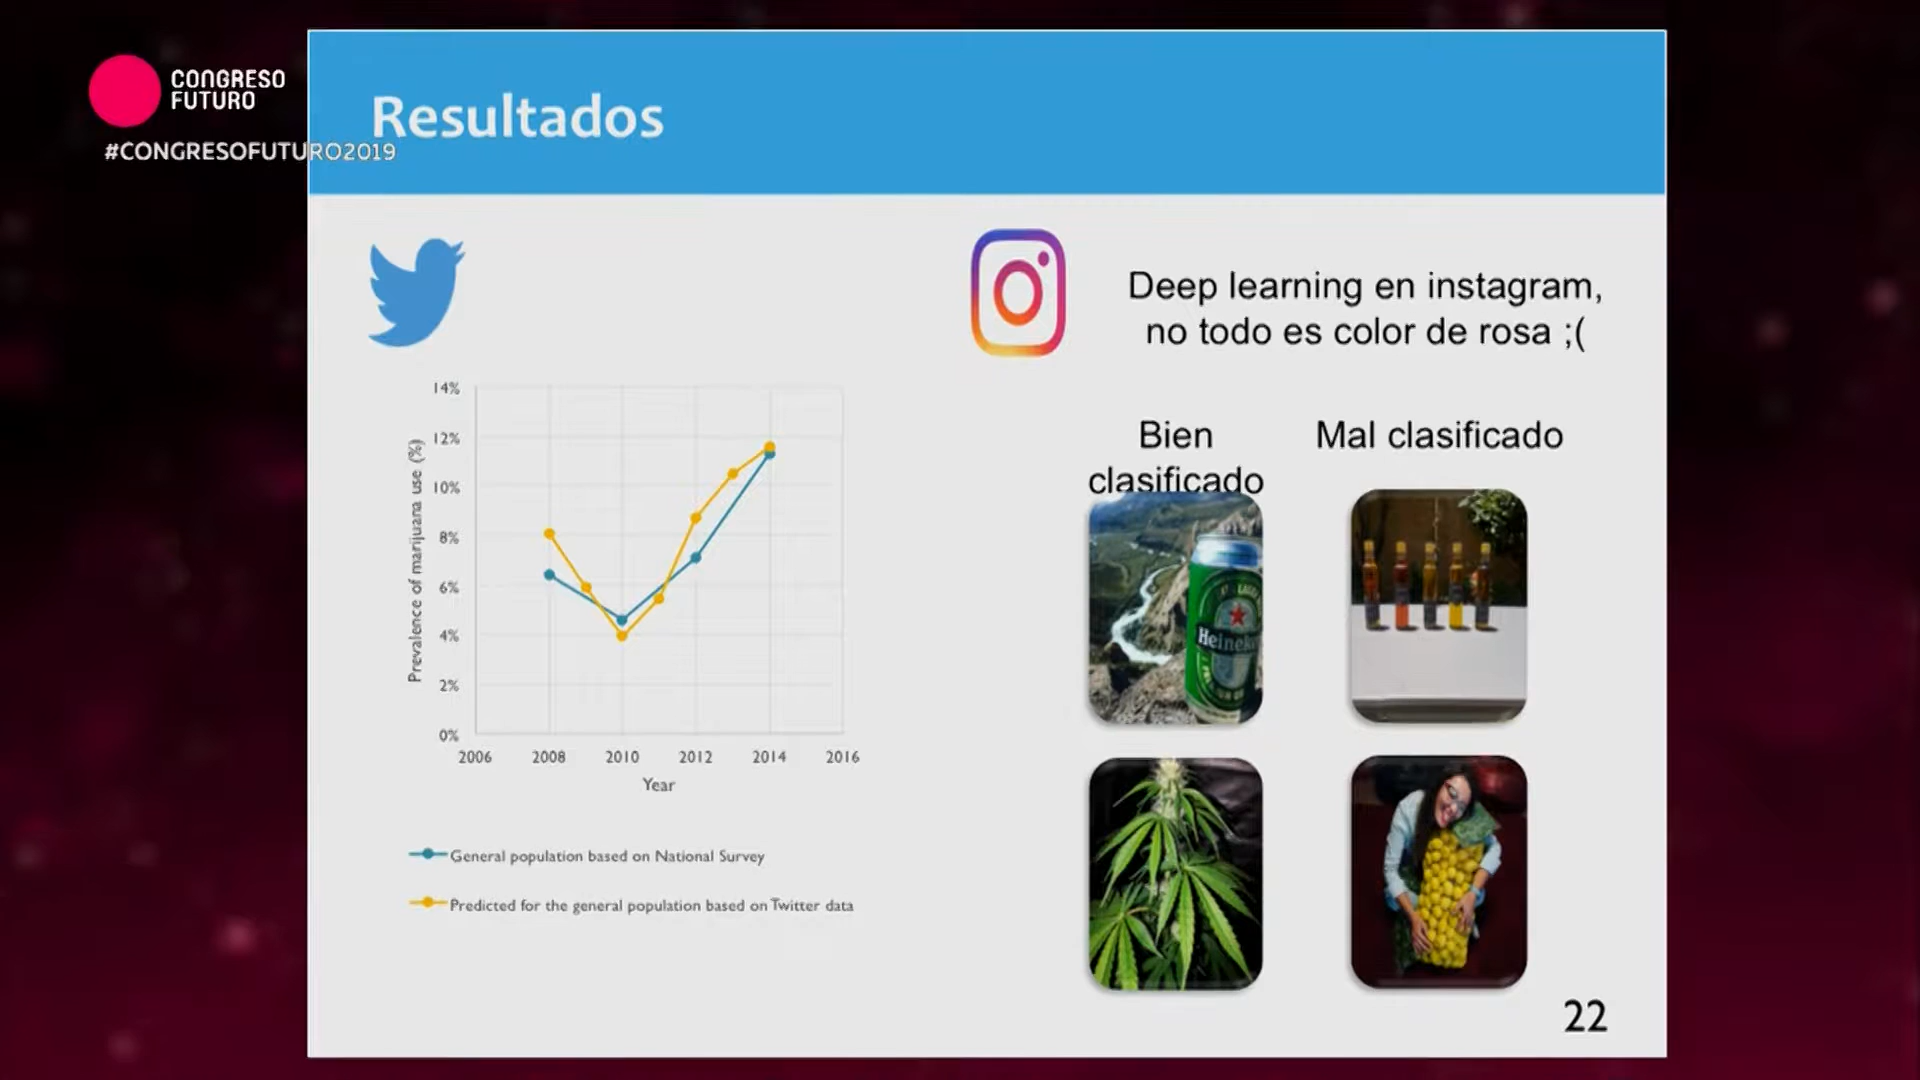 CONGRESO
FUTURO
#CONGRESOFUTURO2019
Resultados
Deep learning en instagram,
no todo es color de rosa ;(
14%
12%
10%
8%
6%
4%
2%
0%
Prevalence of marijuana use (%)
2006 2008 2010 2012 2014 2016
Year
General population based on National Survey
Predicted for the general population based on Twitter data
Bien
clasificado
Mal clasificado
22